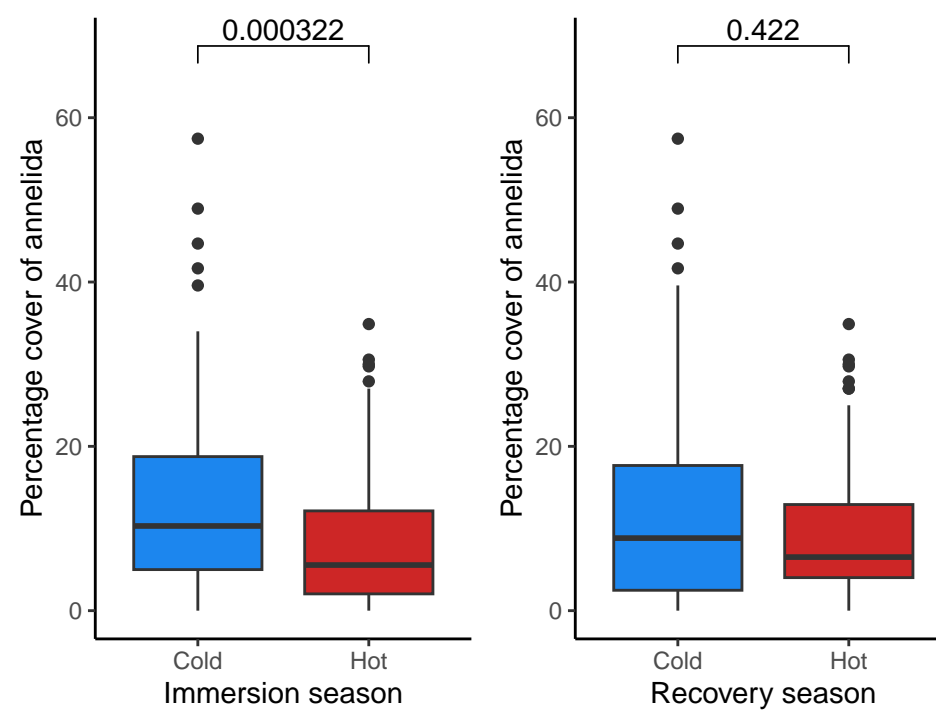 0.000322
Percentage cover of annelida
60
40
20
0
Cold Hot
Immersion season
0.422
Percentage cover of annelida
60
40
20
0
Cold Hot
Recovery season